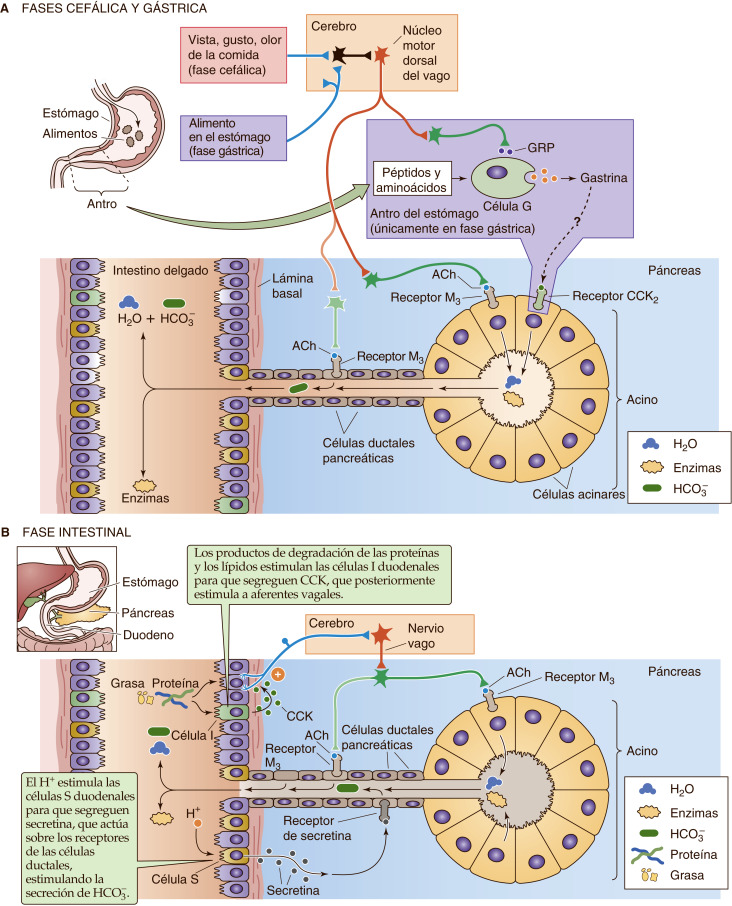 A FASES CEFÁLICA Y GÁSTRICA
Cerebro
Vista, gusto, olor
de la comida
(fase cefálica)
Núcleo
motor
dorsal
del vago
Estómago
Alimentos
Antro
Alimento
en el estómago
(fase gástrica)
GRP
Péptidos y
aminoácidos
Célula G
Gastrina
Antro del estómago
(únicamente en fase gástrica)
?
Intestino delgado
Lámina
basal
ACh
Receptor M3
Receptor CCK2
Páncreas
H2O + HCO3−
ACh
Receptor M3
Acino
Células ductales
pancreáticas
Células acinares
Enzimas
H2O
Enzimas
HCO3−
B FASE INTESTINAL
Los productos de degradación de las proteínas
y los lípidos estimulan las células I duodenales
para que segreguen CCK, que posteriormente
estimula a aferentes vagales.
Estómago
Páncreas
Duodeno
Cerebro
Nervio
vago
+
Grasa Proteína
Célula I
CCK
ACh
Receptor M3
Páncreas
ACh
Receptor
M3
Células ductales
pancreáticas
Acino
El H+ estimula las
células S duodenales
para que segreguen
secretina, que actúa
sobre los receptores
de las células
ductales,
estimulando la
secreción de HCO3−.
H+
Enzimas
Célula S
Secretina
Receptor
de secretina
H2O
Enzimas
HCO3−
Proteína
Grasa